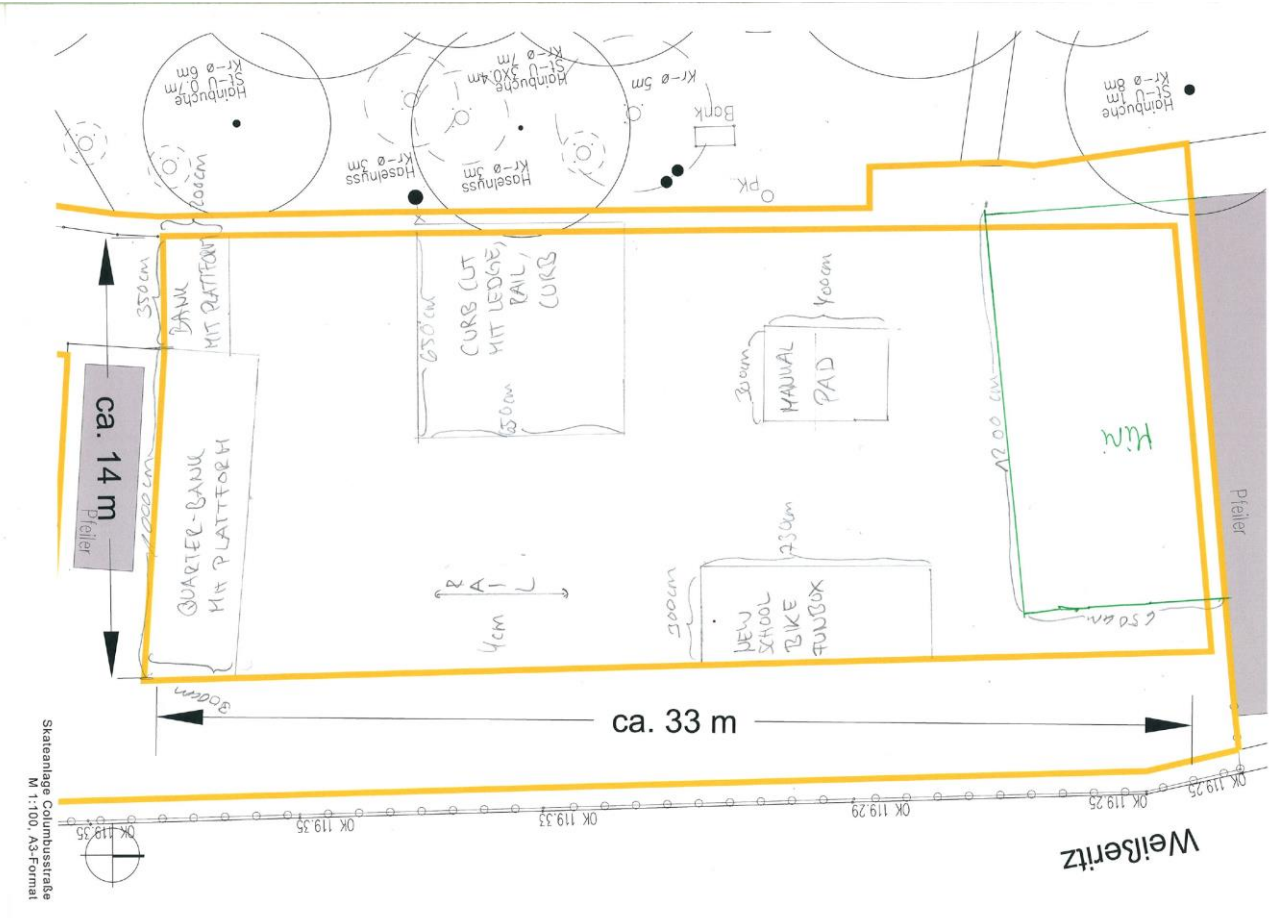 Hainbuche
St-U 0.7m
Kr-ø 6m
Hainbuche
St-U 3X0.4m
Kr-ø 7m
Kr-ø 5m
Bank
Hainbuche
St-U 1m
Kr-ø 8m
Haselnuss
Kr-ø 3m
Haselnuss
Kr-ø 3m
PK
200cm
350cm
BANK
MIT PLATTFORM
650cm
CURB CUT
MIT LEDGE,
RAIL,
CURB
650cm
400cm
300cm
MANUAL
PAD
1200 cm
Mini
650cm
ca. 14 m
Pfeiler
1000cm
QUARTER-BANK
MIT PLATTFORM
300cm
RAIL
4cm
730cm
300cm
NEW
SCHOOL
BIKE
FUNBOX
Pfeiler
ca. 33 m
OK 119.35
OK 119.35
OK 119.33
OK 119.29
OK 119.25
OK 119.25
Weißeritz
Skateanlage Columbusstraße
M 1:100, A3-Format